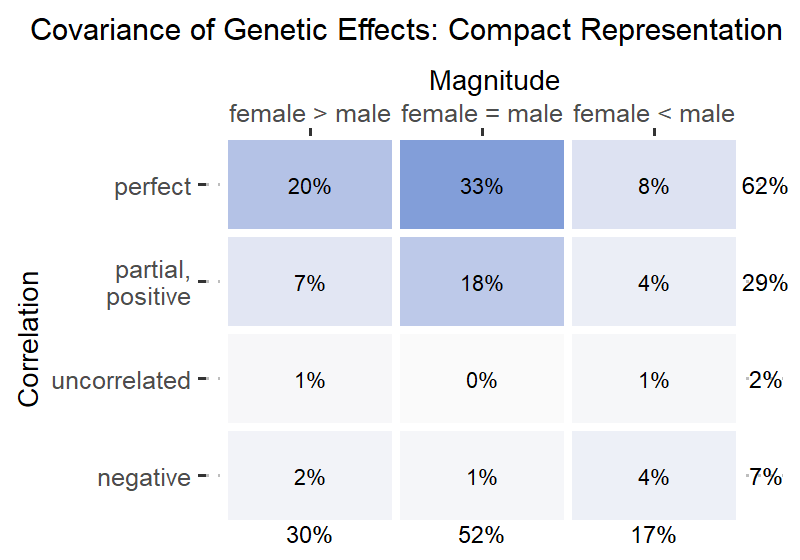 Covariance of Genetic Effects: Compact Representation
Magnitude
female > male female = male female < male
perfect 20% 33% 8% 62%
partial,
positive 7% 18% 4% 29%
Correlation
uncorrelated 1% 0% 1% 2%
negative 2% 1% 4% 7%
30% 52% 17%